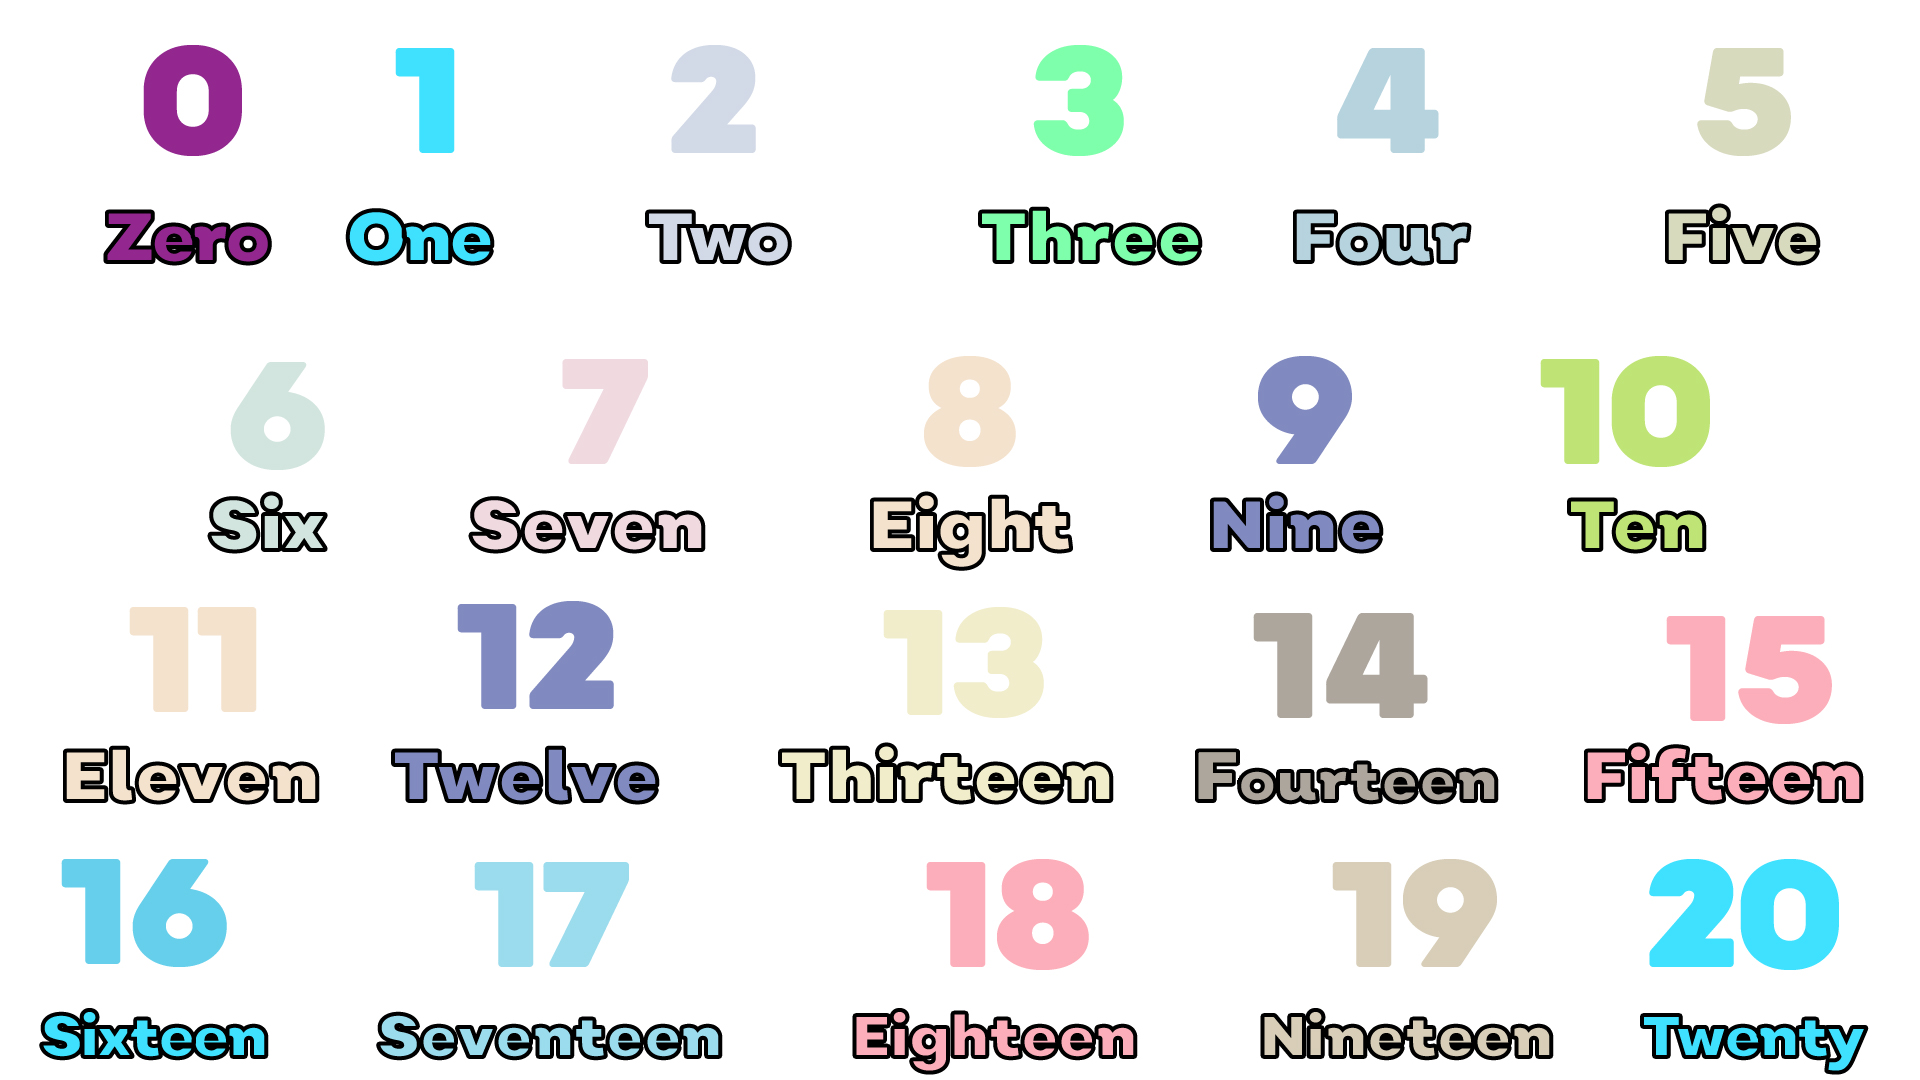 0 1 2 3 4 5
Zero One Two Three Four Five
6 7 8 9 10
Six Seven Eight Nine Ten
11 12 13 14 15
Eleven Twelve Thirteen Fourteen Fifteen
16 17 18 19 20
Sixteen Seventeen Eighteen Nineteen Twenty